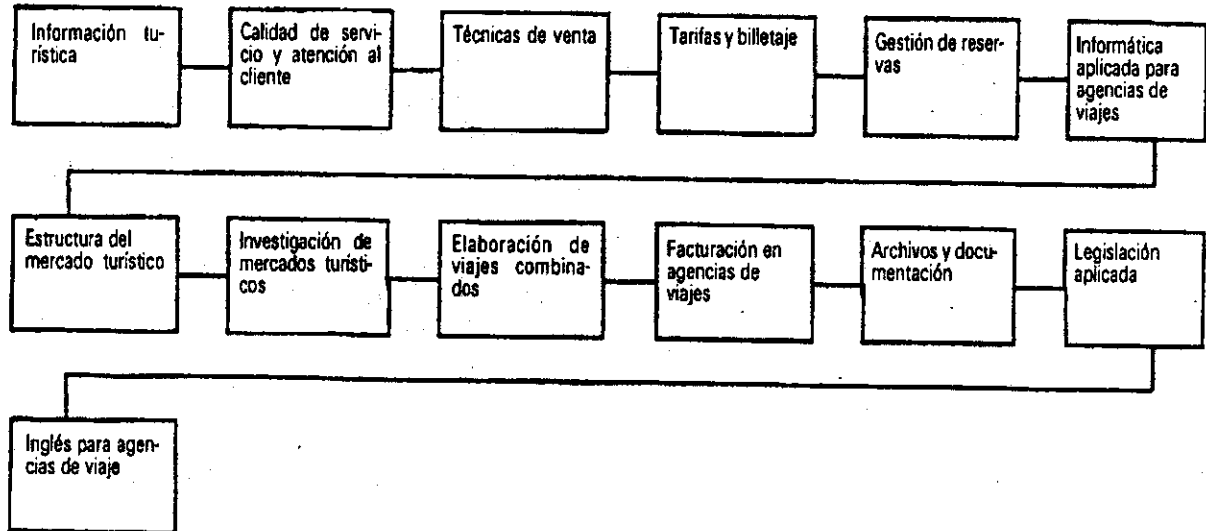 Información tu-
rística
Calidad de servi-
cio y atención al
cliente
Técnicas de venta
Tarifas y billetaje
Gestión de reser-
vas
Informática
aplicada para
agencias de
viajes
Estructura del
mercado turístico
Investigación de
mercados turísti-
cos
Elaboración de
viajes combina-
dos
Facturación en
agencias de
viajes
Archivos y docu-
mentación
Legislación
aplicada
Inglés para agen-
cias de viaje